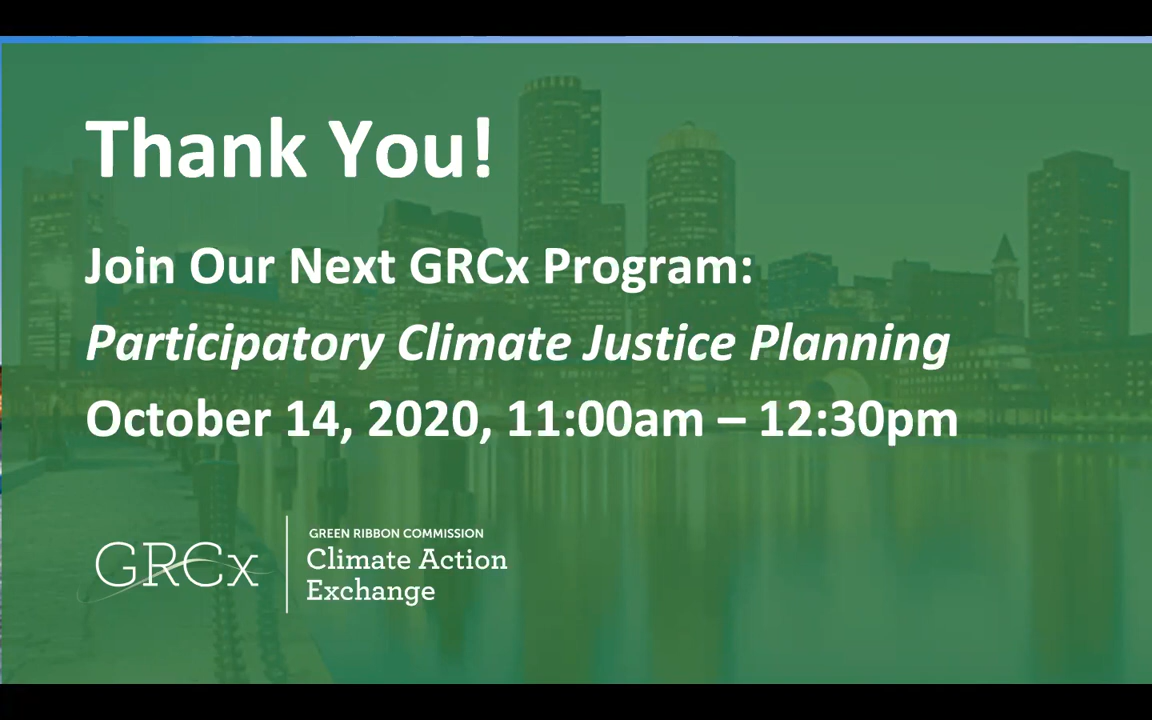 Thank You!
Join Our Next GRCx Program:
Participatory Climate Justice Planning
October 14, 2020, 11:00am – 12:30pm
GRCx
GREEN RIBBON COMMISSION
Climate Action
Exchange